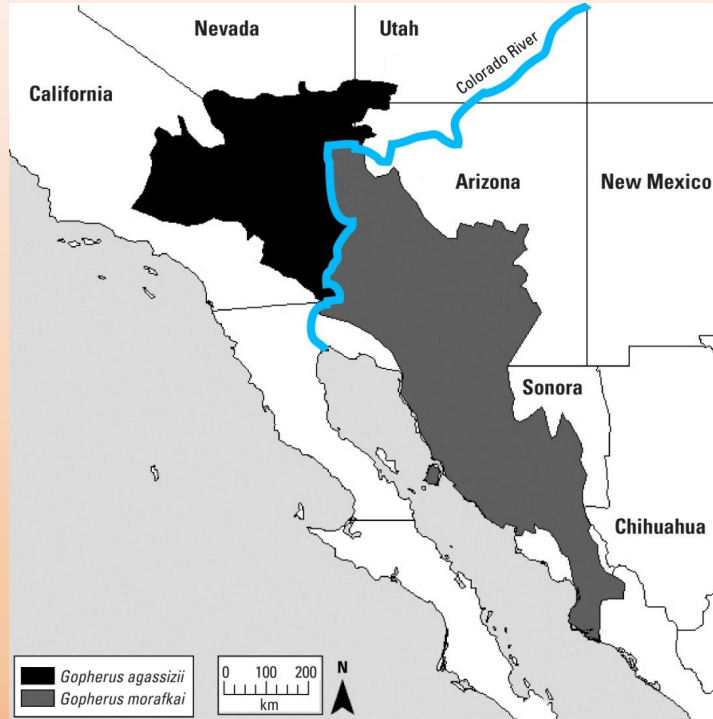 Nevada
Utah
Colorado River
California
Arizona
New Mexico
Sonora
Chihuahua
Gopherus agassizii
Gopherus morafkai
0 100 200
km
N